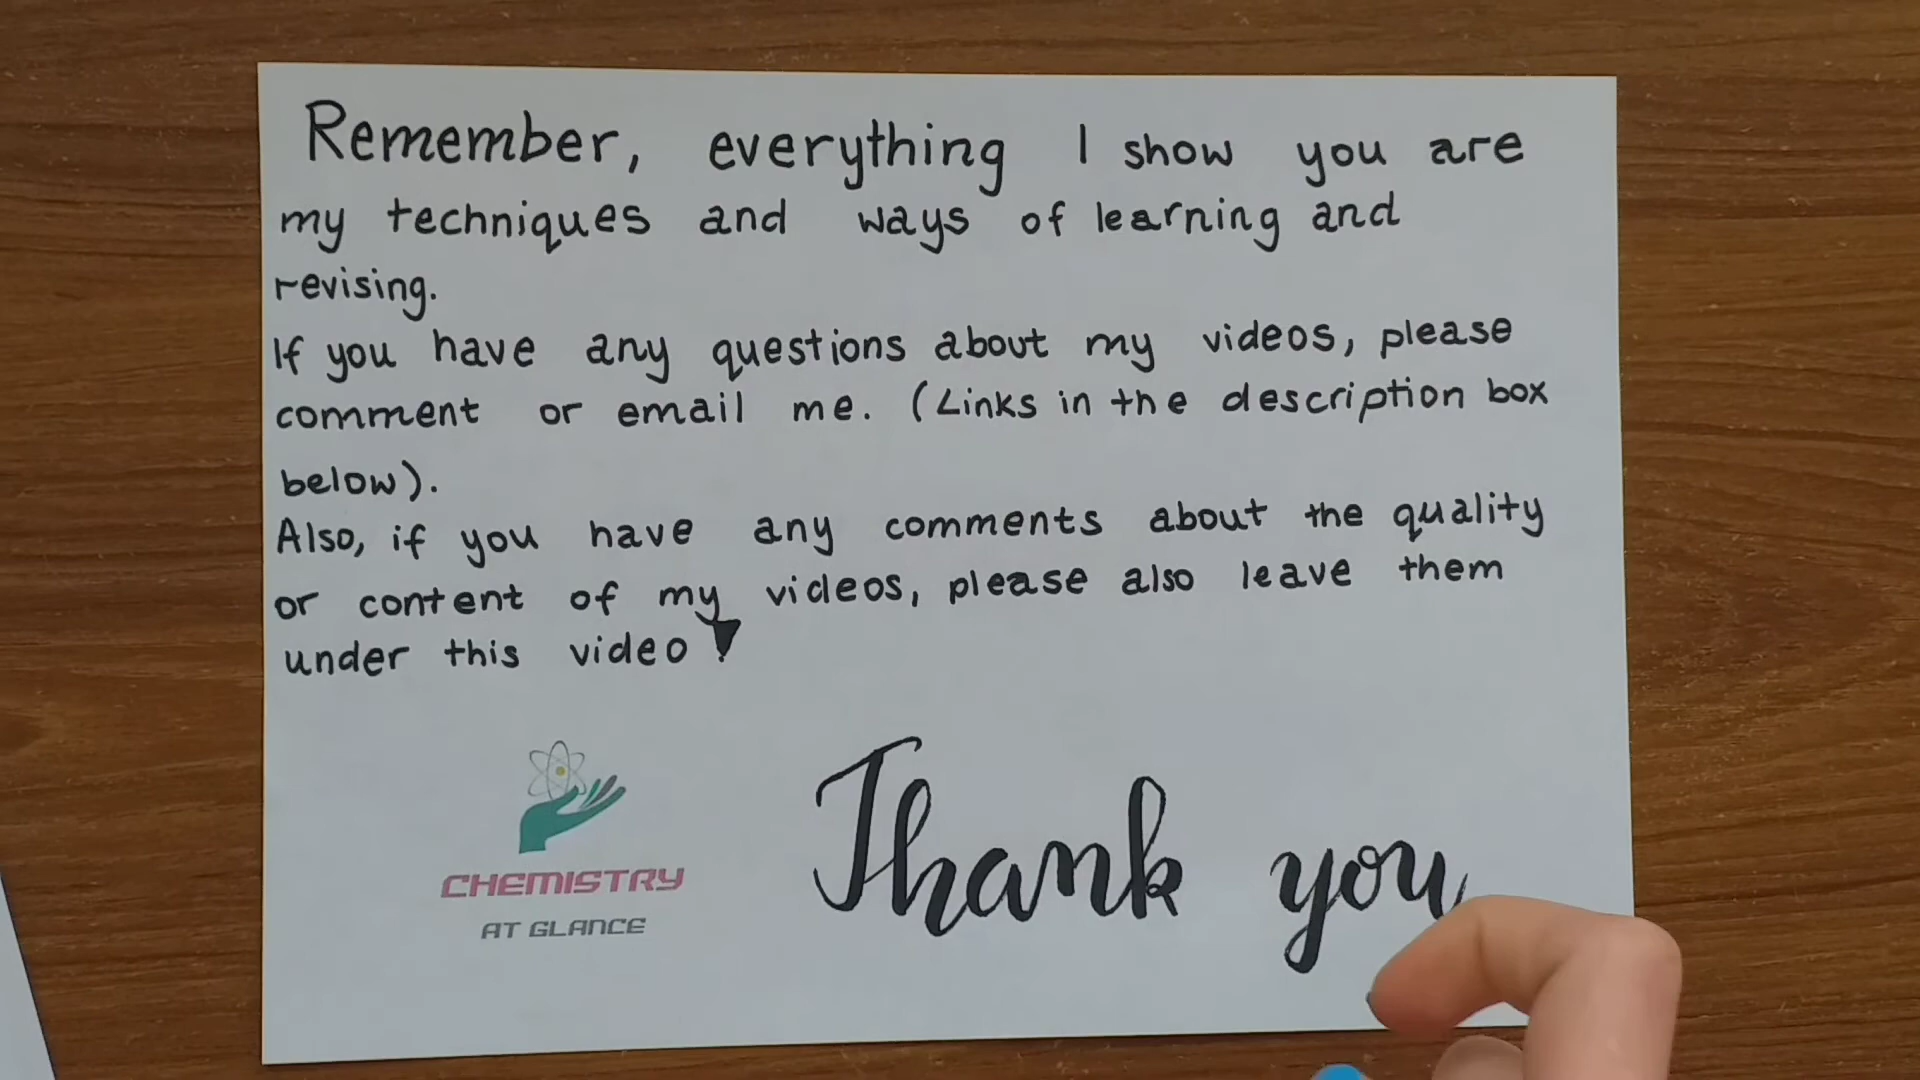 Remember, everything I show you are
my techniques and ways of learning and
revising.
If you have any questions about my videos, please
comment or email me. (Links in the description box
below).
Also, if you have any comments about the quality
or content of my videos, please also leave them
under this video!
CHEMISTRY
AT GLANCE
Thank you